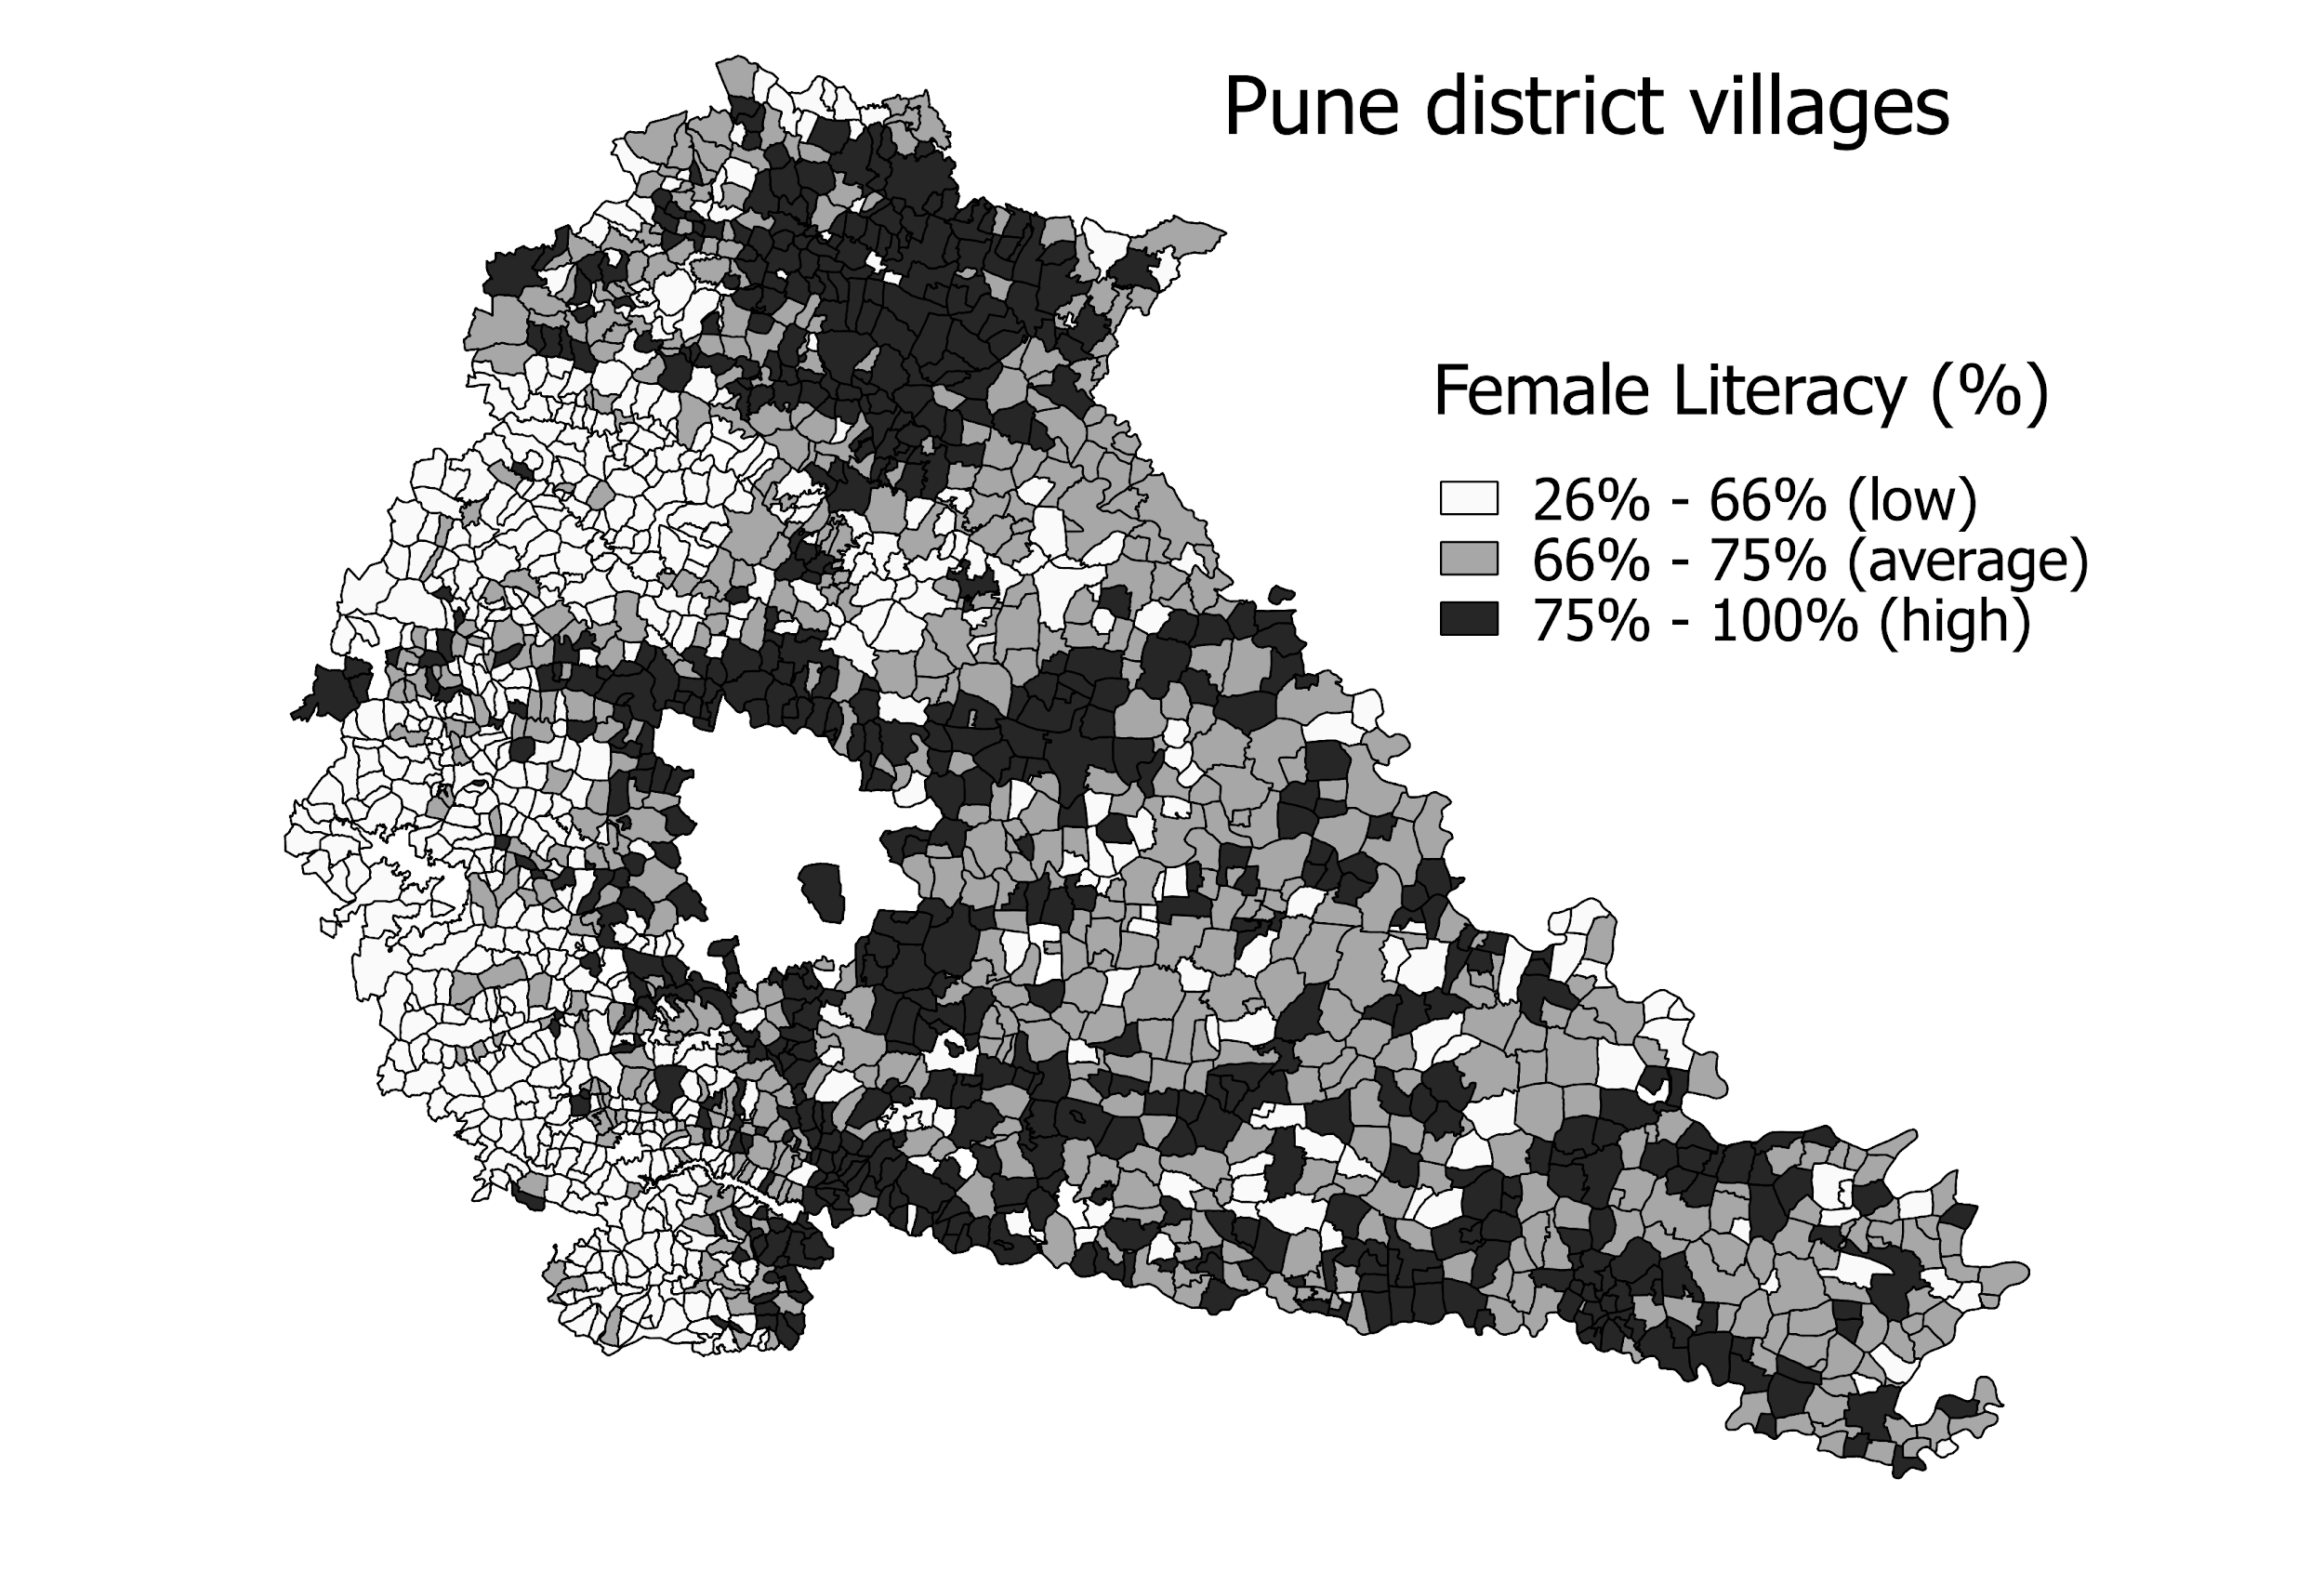 Pune district villages
Female Literacy (%)
26% - 66% (low)
66% - 75% (average)
75% - 100% (high)